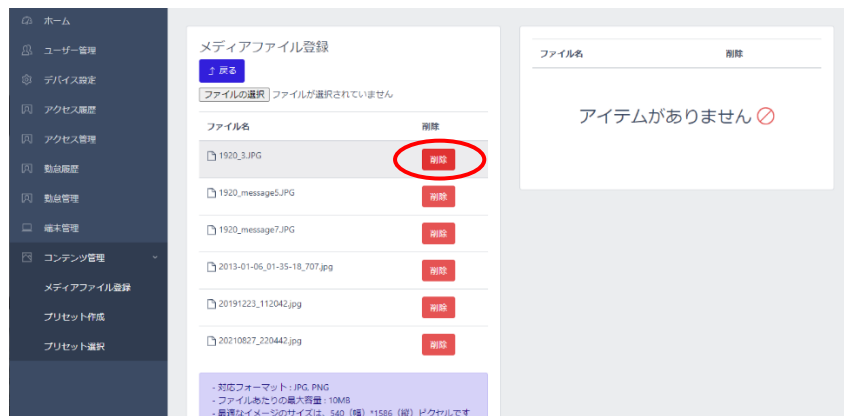 ホーム
ユーザー管理
デバイス設定
アクセス履歴
アクセス管理
勤怠履歴
勤怠管理
端末管理
コンテンツ管理
メディアファイル登録
プリセット作成
プリセット選択
メディアファイル登録
⤴ 戻る
ファイルの選択 ファイルが選択されていません
ファイル名 削除
1920_3.JPG 削除
1920_message5.JPG 削除
1920_message7.JPG 削除
2013-01-06_01-35-18_707.jpg 削除
20191223_112042.jpg 削除
20210827_220442.jpg 削除
- 対応フォーマット : JPG, PNG
- ファイルあたりの最大容量 : 10MB
- 最適なイメージのサイズは、540（幅）*1586（縦）ピクセルです
ファイル名 削除
アイテムがありません